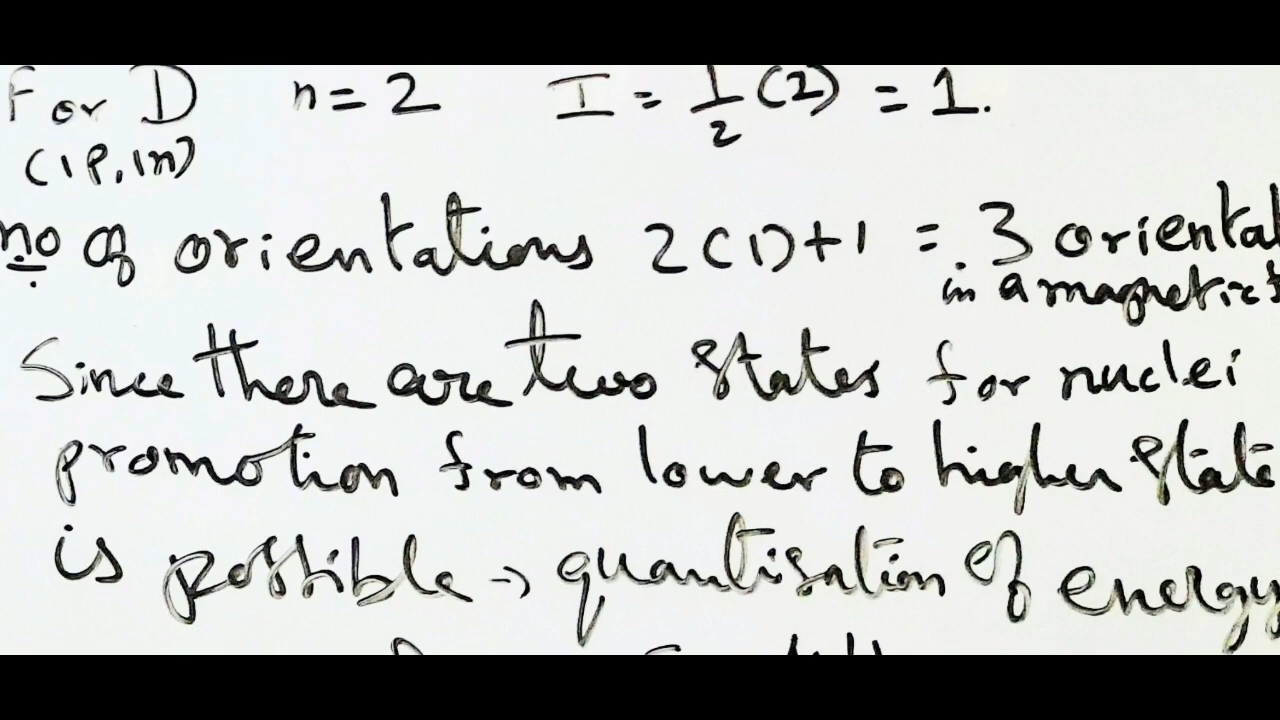 For D n = 2 I = 1/2 (2) = 1.
(1P, 1n)
no of orientations 2(1)+1 = 3 orientat
in a magnetic f
Since there are two states for nuclei
promotion from lower to higher state
is possible → quantisation of energy